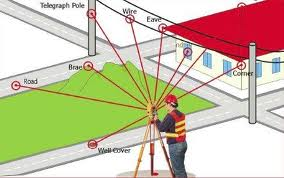 Telegraph Pole
Wire
Eave
Brae
Corner
Road
Well Cover